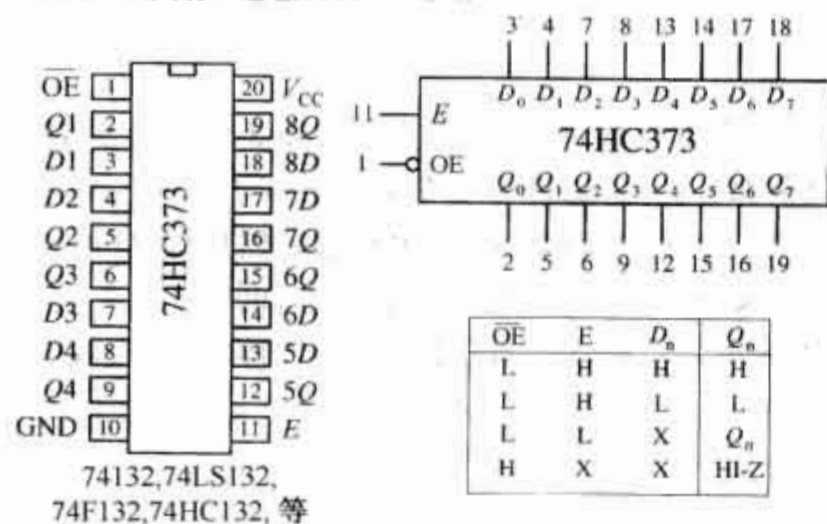 OE 1 20 V_CC
Q1 2 19 8Q
D1 3 18 8D
D2 4 17 7D
Q2 5 16 7Q
Q3 6 15 6Q
D3 7 14 6D
D4 8 13 5D
Q4 9 12 5Q
GND 10 11 E
74HC373
74132,74LS132,
74F132,74HC132, 等
3 4 7 8 13 14 17 18
D0 D1 D2 D3 D4 D5 D6 D7
11 E
74HC373
1 OE
Q0 Q1 Q2 Q3 Q4 Q5 Q6 Q7
2 5 6 9 12 15 16 19
OE E Dn Qn
L H H H
L H L L
L L X Qn
H X X HI-Z